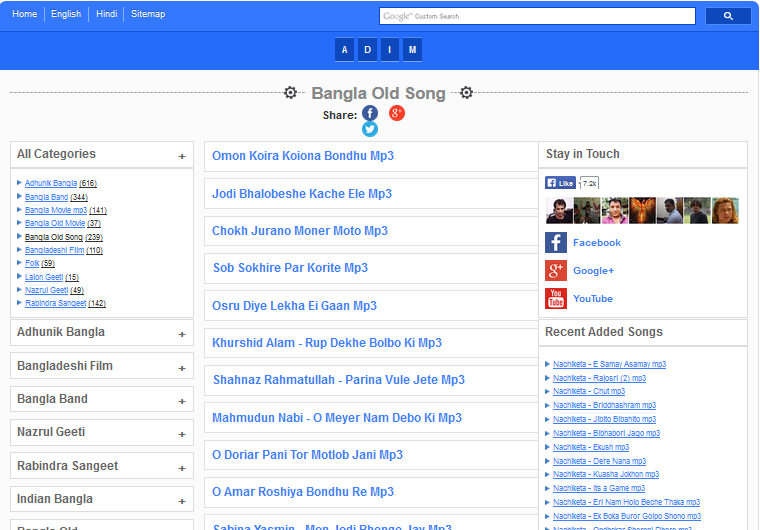 Home English Hindi Sitemap
Google™ Custom Search
A D I M
Bangla Old Song
Share:
All Categories +
Adhunik Bangla (616)
Bangla Band (344)
Bangla Movie mp3 (141)
Bangla Old Movie (37)
Bangla Old Song (239)
Bangladeshi Film (110)
Folk (59)
Lalon Geeti (15)
Nazrul Geeti (49)
Rabindra Sangeet (142)
Adhunik Bangla +
Bangladeshi Film +
Bangla Band +
Nazrul Geeti +
Rabindra Sangeet +
Indian Bangla +
Bangla Old
Omon Koira Koiona Bondhu Mp3
Jodi Bhalobeshe Kache Ele Mp3
Chokh Jurano Moner Moto Mp3
Sob Sokhire Par Korite Mp3
Osru Diye Lekha Ei Gaan Mp3
Khurshid Alam - Rup Dekhe Bolbo Ki Mp3
Shahnaz Rahmatullah - Parina Vule Jete Mp3
Mahmudun Nabi - O Meyer Nam Debo Ki Mp3
O Doriar Pani Tor Motlob Jani Mp3
O Amar Roshiya Bondhu Re Mp3
Sabina Yasmin - Mon Jodi Bhenge Jay Mp3
Stay in Touch
Like 7.2k
Facebook
Google+
You Tube YouTube
Recent Added Songs
Nachiketa - E Samay Asamay mp3
Nachiketa - Rajosri (2) mp3
Nachiketa - Chut mp3
Nachiketa - Briddhashram mp3
Nachiketa - Jibito Bibahito mp3
Nachiketa - Bibhabori Jago mp3
Nachiketa - Ekush mp3
Nachiketa - Dere Nana mp3
Nachiketa - Kuasha Jokhon mp3
Nachiketa - Its a Game mp3
Nachiketa - Eri Nam Holo Beche Thaka mp3
Nachiketa - Ek Boka Buror Golpo Shono mp3